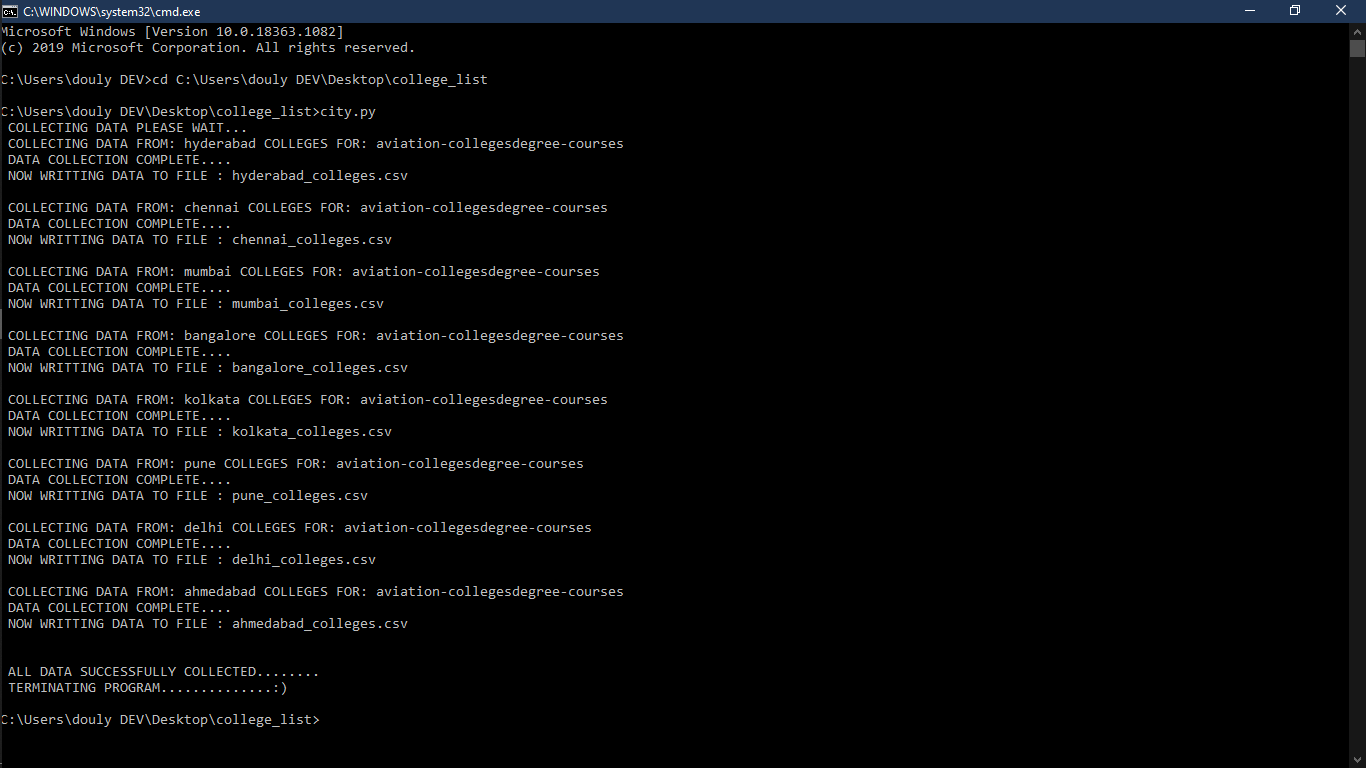 C:\WINDOWS\system32\cmd.exe
Microsoft Windows [Version 10.0.18363.1082]
(c) 2019 Microsoft Corporation. All rights reserved.
C:\Users\douly DEV>cd C:\Users\douly DEV\Desktop\college_list
C:\Users\douly DEV\Desktop\college_list>city.py
COLLECTING DATA PLEASE WAIT...
COLLECTING DATA FROM: hyderabad COLLEGES FOR: aviation-collegesdegree-courses
DATA COLLECTION COMPLETE....
NOW WRITTING DATA TO FILE : hyderabad_colleges.csv
COLLECTING DATA FROM: chennai COLLEGES FOR: aviation-collegesdegree-courses
DATA COLLECTION COMPLETE....
NOW WRITTING DATA TO FILE : chennai_colleges.csv
COLLECTING DATA FROM: mumbai COLLEGES FOR: aviation-collegesdegree-courses
DATA COLLECTION COMPLETE....
NOW WRITTING DATA TO FILE : mumbai_colleges.csv
COLLECTING DATA FROM: bangalore COLLEGES FOR: aviation-collegesdegree-courses
DATA COLLECTION COMPLETE....
NOW WRITTING DATA TO FILE : bangalore_colleges.csv
COLLECTING DATA FROM: kolkata COLLEGES FOR: aviation-collegesdegree-courses
DATA COLLECTION COMPLETE....
NOW WRITTING DATA TO FILE : kolkata_colleges.csv
COLLECTING DATA FROM: pune COLLEGES FOR: aviation-collegesdegree-courses
DATA COLLECTION COMPLETE....
NOW WRITTING DATA TO FILE : pune_colleges.csv
COLLECTING DATA FROM: delhi COLLEGES FOR: aviation-collegesdegree-courses
DATA COLLECTION COMPLETE....
NOW WRITTING DATA TO FILE : delhi_colleges.csv
COLLECTING DATA FROM: ahmedabad COLLEGES FOR: aviation-collegesdegree-courses
DATA COLLECTION COMPLETE....
NOW WRITTING DATA TO FILE : ahmedabad_colleges.csv
ALL DATA SUCCESSFULLY COLLECTED........
TERMINATING PROGRAM..............:)
C:\Users\douly DEV\Desktop\college_list>